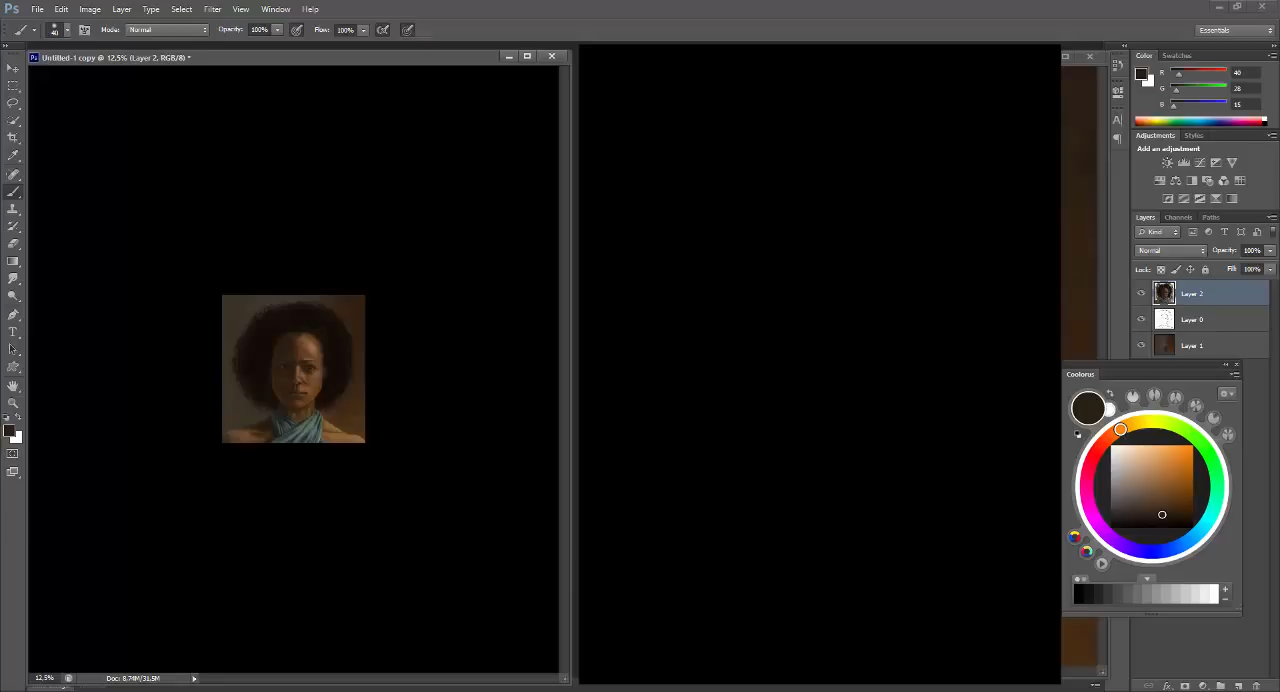 Ps File Edit Image Layer Type Select Filter View Window Help
40 Mode: Normal Opacity: 100% Flow: 100% Essentials
Ps Untitled-1 copy @ 12,5% (Layer 2, RGB/8) *
Color Swatches
R 40
G 28
B 15
Adjustments Styles
Add an adjustment
Layers Channels Paths
Kind
Normal Opacity: 100%
Lock: Fill: 100%
Layer 2
Layer 0
Layer 1
Coolorus
12,5% Doc: 8.74M/31.5M